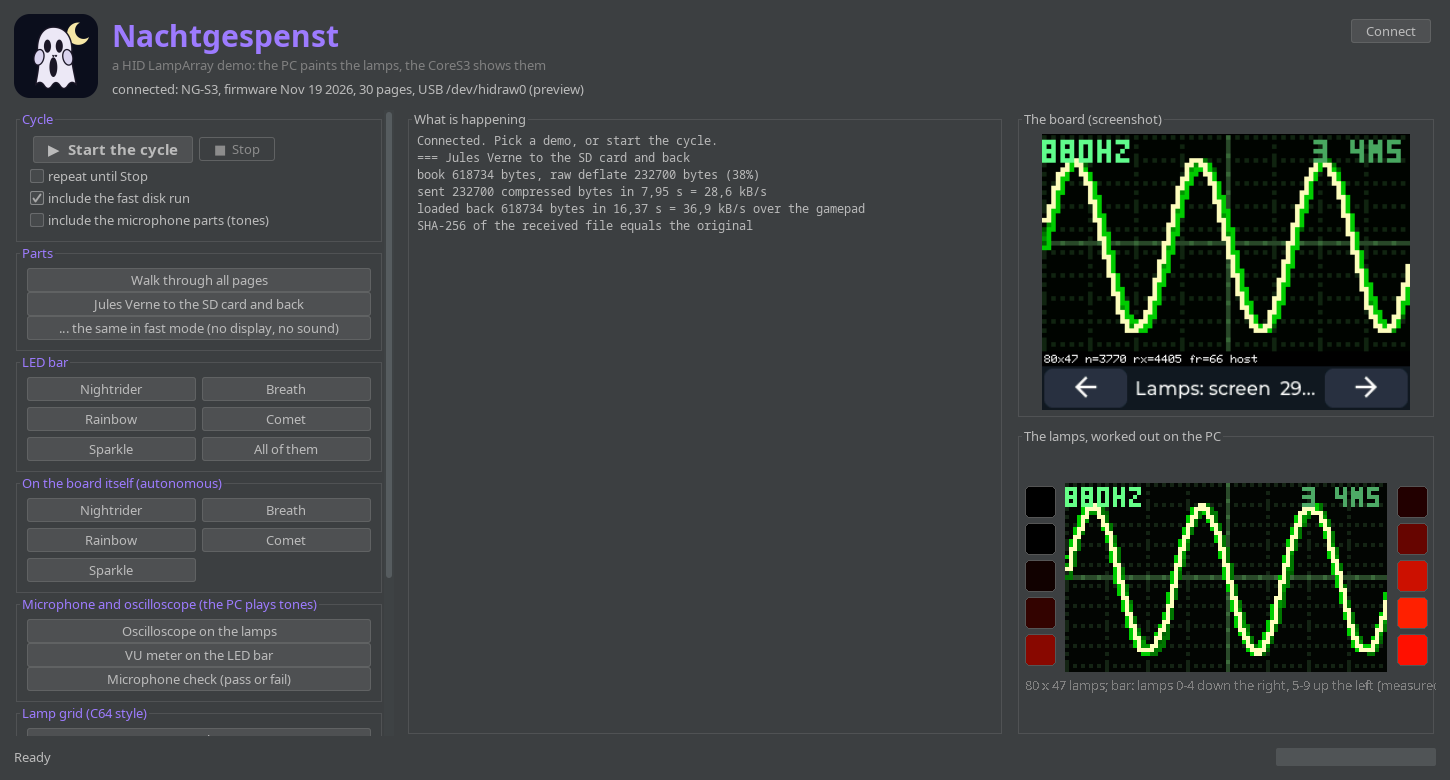 Nachtgespenst
a HID LampArray demo: the PC paints the lamps, the CoreS3 shows them
connected: NG-S3, firmware Nov 19 2026, 30 pages, USB /dev/hidraw0 (preview)
Connect
Cycle
▶ Start the cycle
■ Stop
repeat until Stop
include the fast disk run
include the microphone parts (tones)
Parts
Walk through all pages
Jules Verne to the SD card and back
... the same in fast mode (no display, no sound)
LED bar
Nightrider
Breath
Rainbow
Comet
Sparkle
All of them
On the board itself (autonomous)
Nightrider
Breath
Rainbow
Comet
Sparkle
Microphone and oscilloscope (the PC plays tones)
Oscilloscope on the lamps
VU meter on the LED bar
Microphone check (pass or fail)
Lamp grid (C64 style)
What is happening
Connected. Pick a demo, or start the cycle.
=== Jules Verne to the SD card and back
book 618734 bytes, raw deflate 232700 bytes (38%)
sent 232700 compressed bytes in 7,95 s = 28,6 kB/s
loaded back 618734 bytes in 16,37 s = 36,9 kB/s over the gamepad
SHA-256 of the received file equals the original
The board (screenshot)
880HZ 3 4MS
80x47 n=3770 rx=4405 fr=66 host
← Lamps: screen 29... →
The lamps, worked out on the PC
880HZ 3 4MS
80 x 47 lamps; bar: lamps 0-4 down the right, 5-9 up the left (measured
Ready